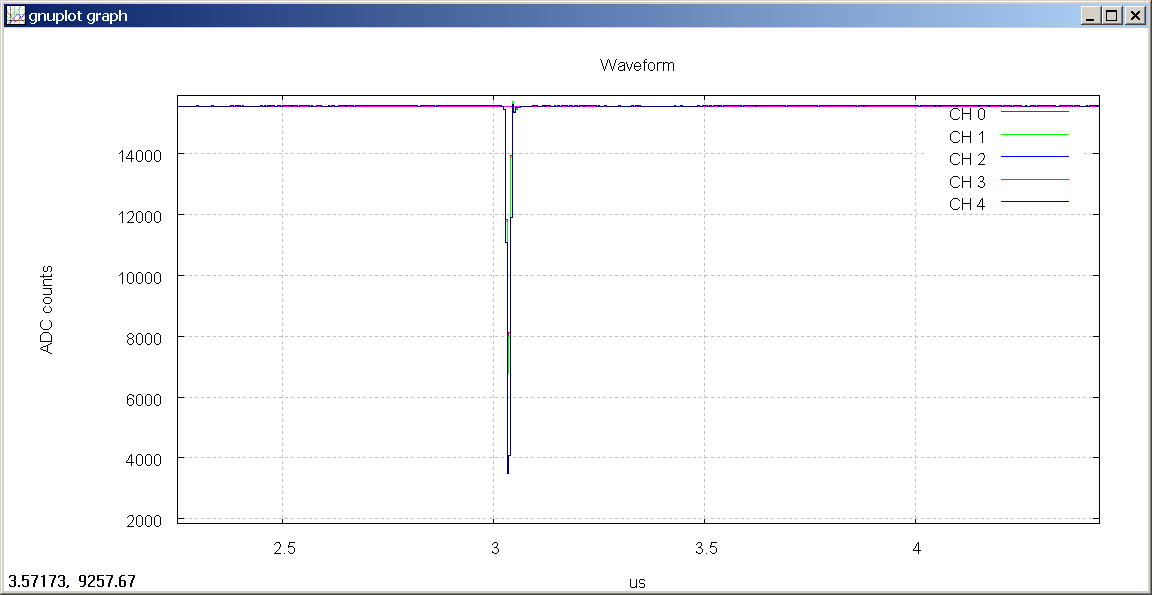 gnuplot graph
Waveform
CH 0
CH 1
CH 2
CH 3
CH 4
14000
12000
10000
8000
6000
4000
2000
ADC counts
2.5 3 3.5 4
us
3.57173, 9257.67